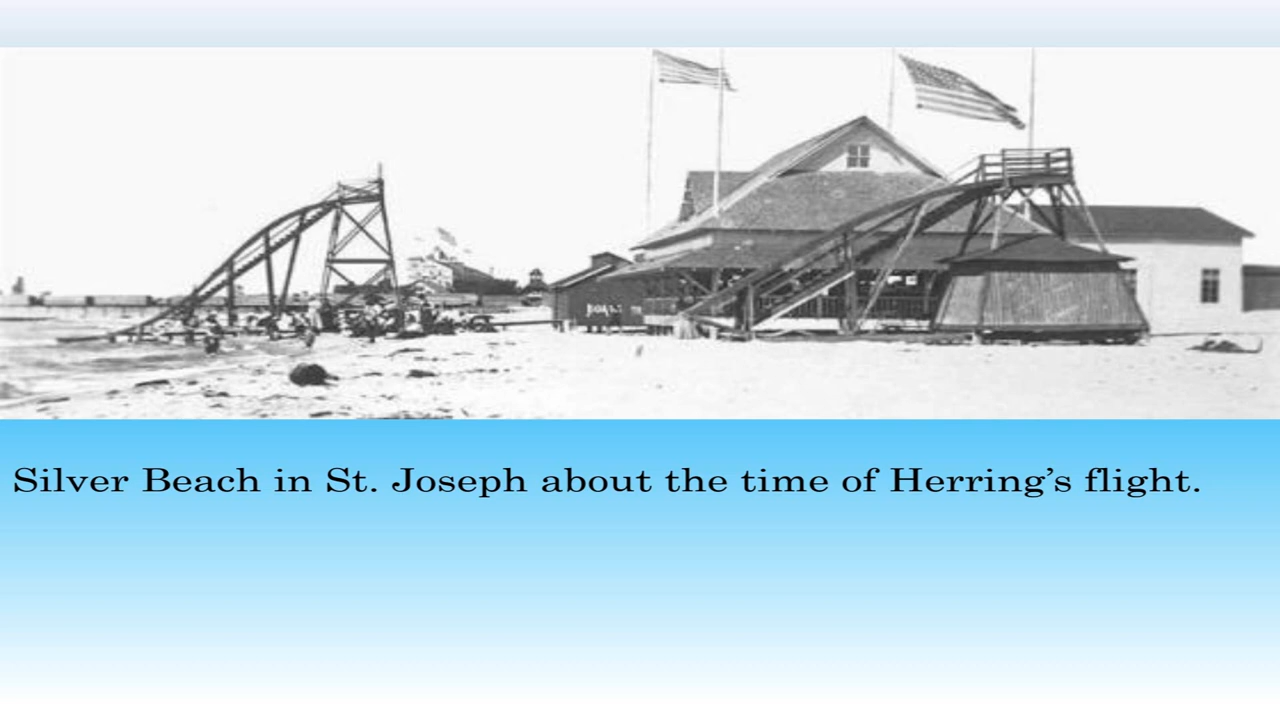 Silver Beach in St. Joseph about the time of Herring’s flight.